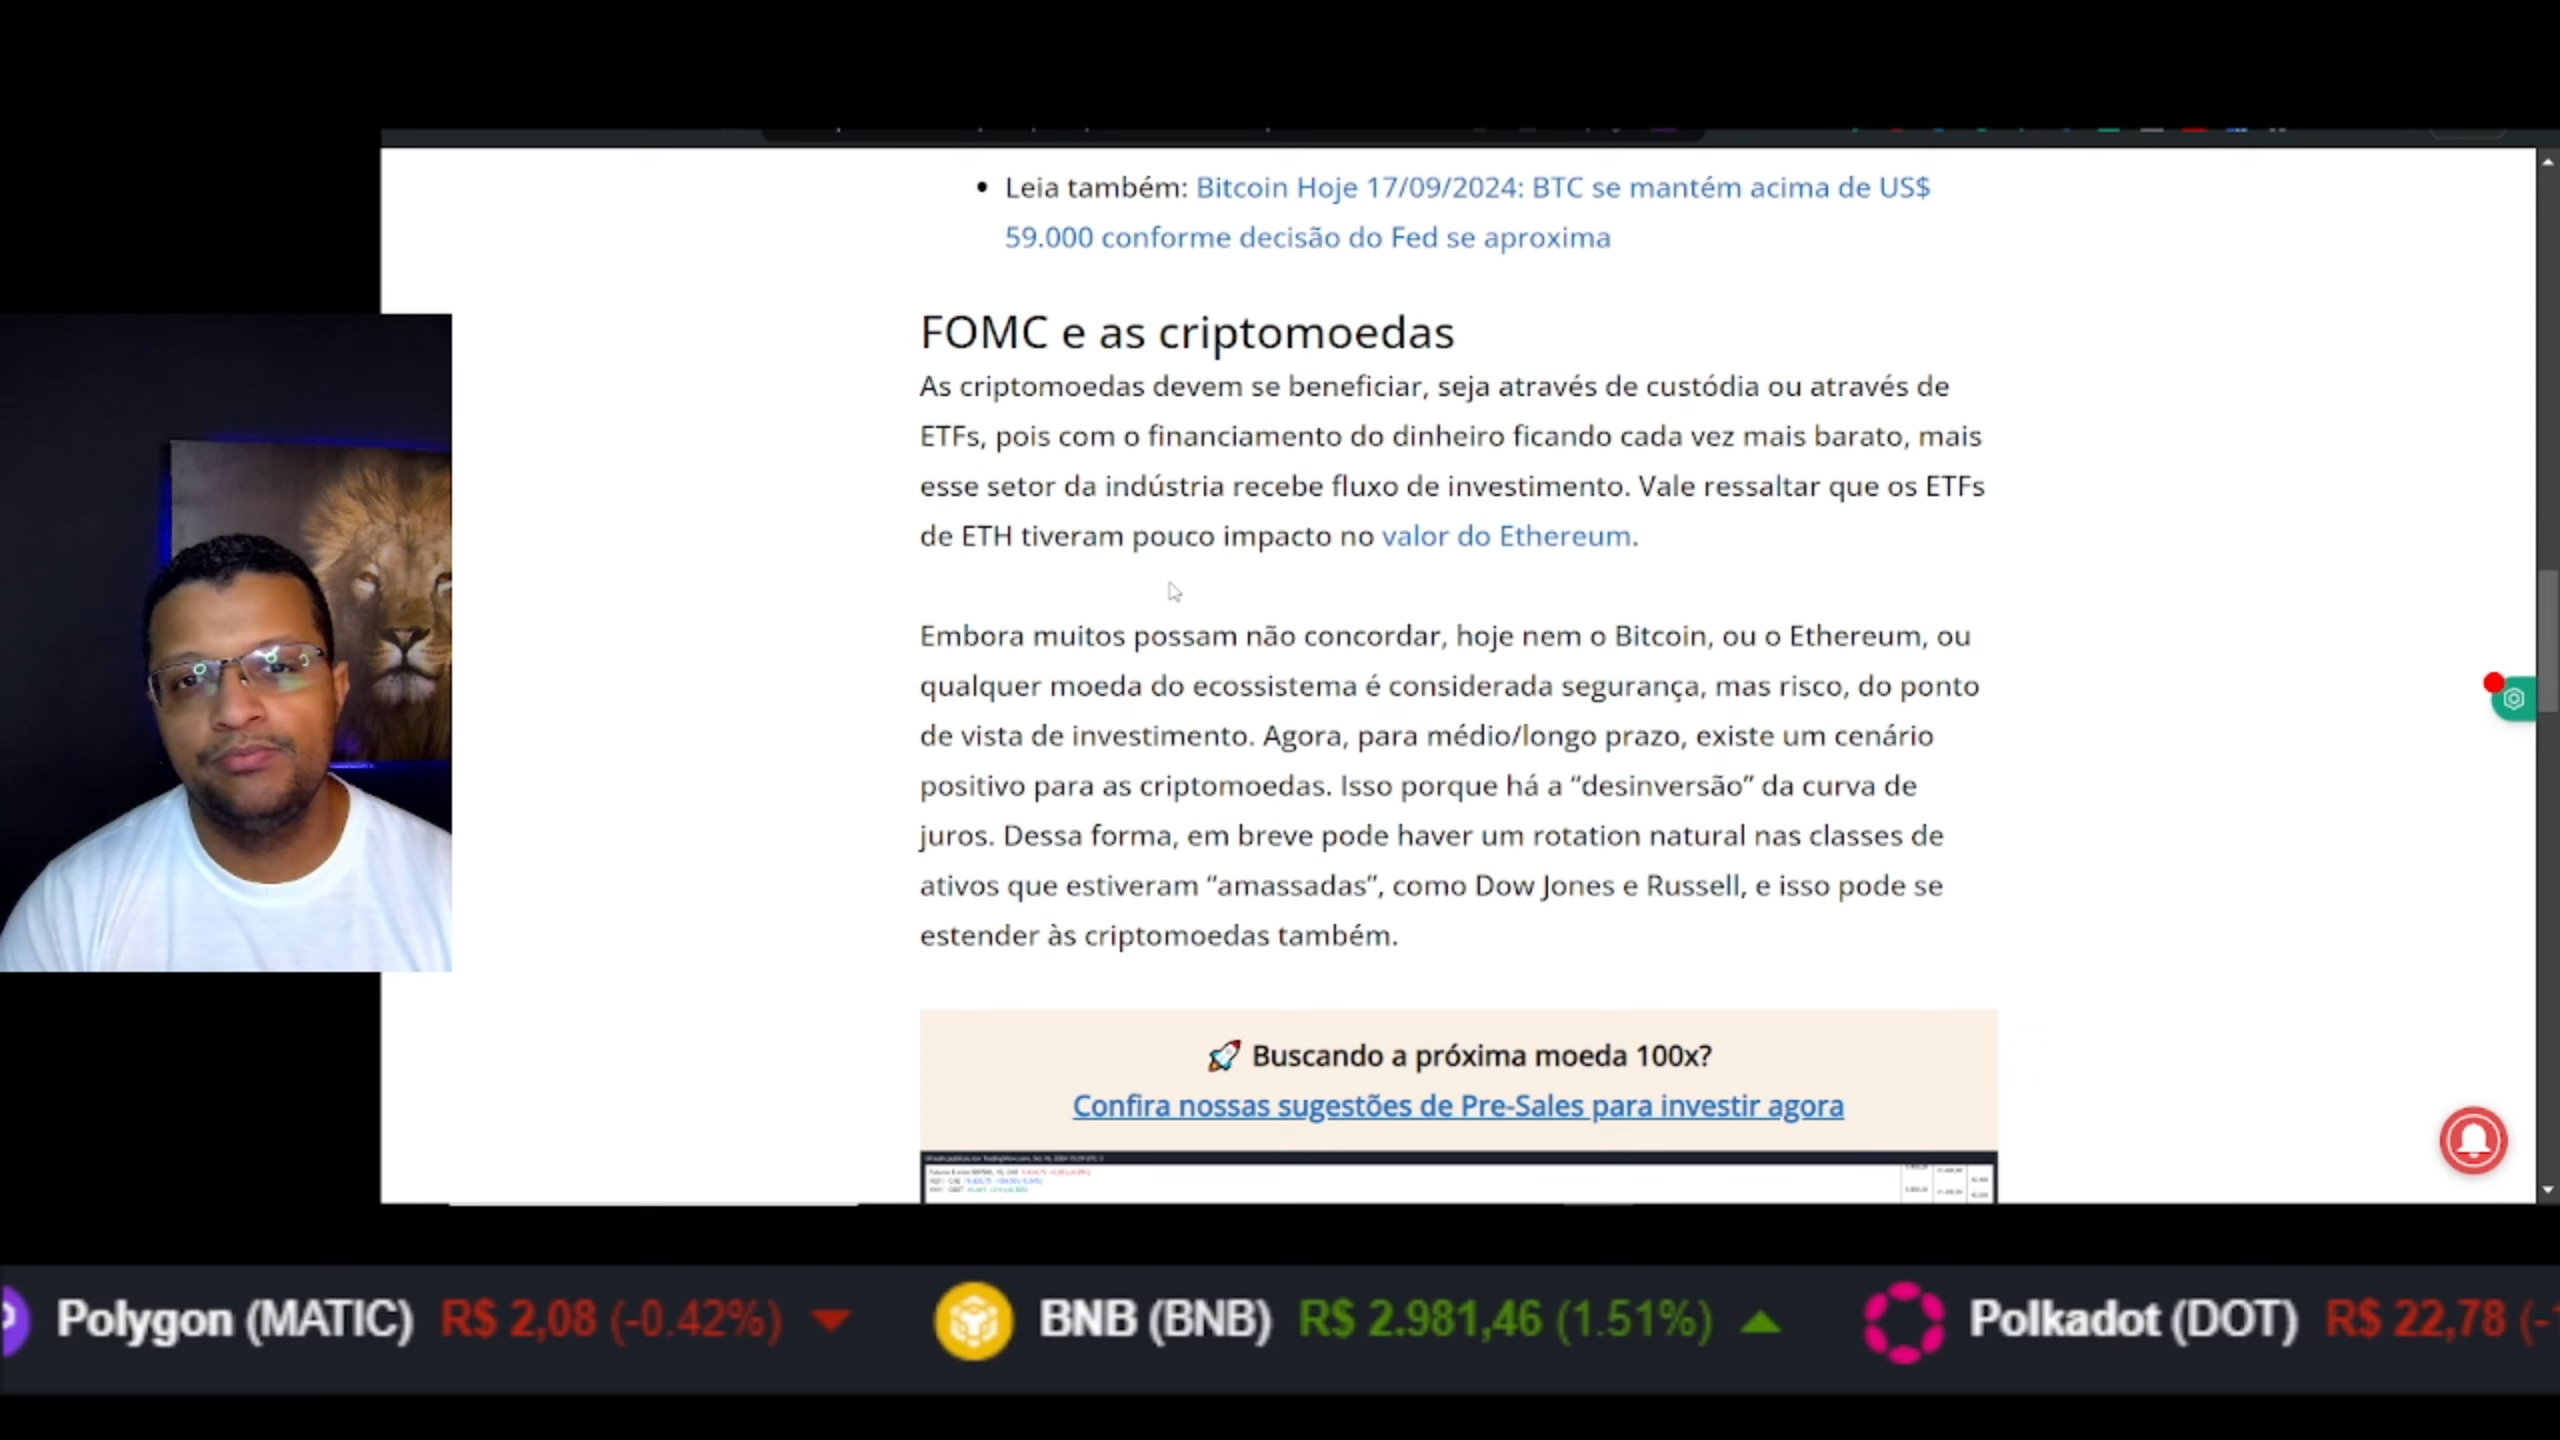 Leia também: Bitcoin Hoje 17/09/2024: BTC se mantém acima de US$
59.000 conforme decisão do Fed se aproxima
FOMC e as criptomoedas
As criptomoedas devem se beneficiar, seja através de custódia ou através de
ETFs, pois com o financiamento do dinheiro ficando cada vez mais barato, mais
esse setor da indústria recebe fluxo de investimento. Vale ressaltar que os ETFs
de ETH tiveram pouco impacto no valor do Ethereum.
Embora muitos possam não concordar, hoje nem o Bitcoin, ou o Ethereum, ou
qualquer moeda do ecossistema é considerada segurança, mas risco, do ponto
de vista de investimento. Agora, para médio/longo prazo, existe um cenário
positivo para as criptomoedas. Isso porque há a “desinversão” da curva de
juros. Dessa forma, em breve pode haver um rotation natural nas classes de
ativos que estiveram “amassadas”, como Dow Jones e Russell, e isso pode se
estender às criptomoedas também.
Buscando a próxima moeda 100x?
Confira nossas sugestões de Pre-Sales para investir agora
Polygon (MATIC) R$ 2,08 (-0.42%) BNB (BNB) R$ 2.981,46 (1.51%) Polkadot (DOT) R$ 22,78 (-